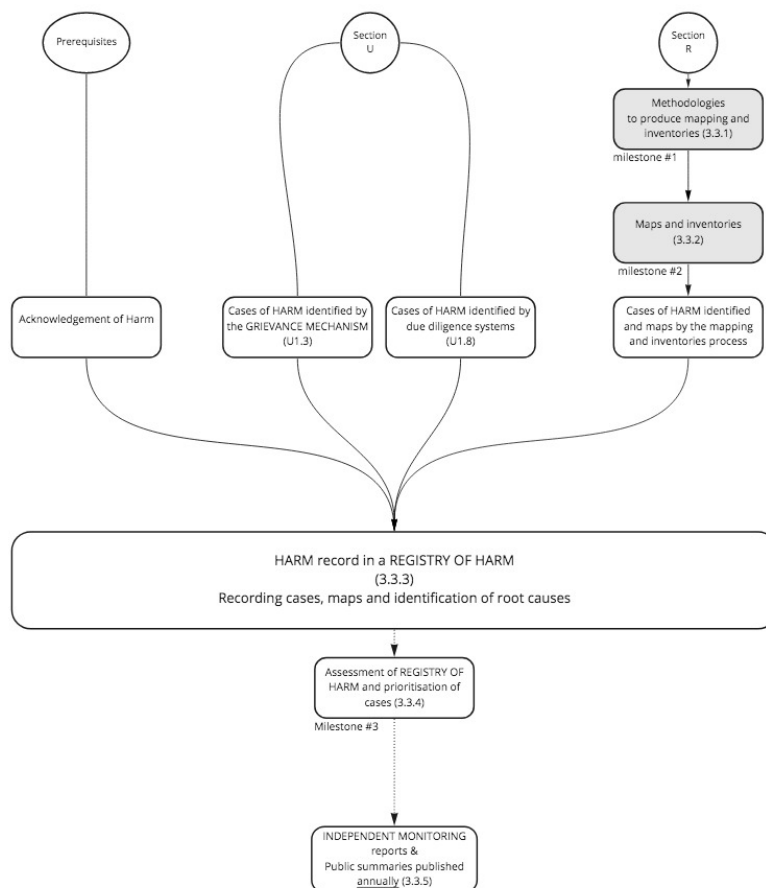 Prerequisites
Section
U
Section
R
Methodologies
to produce mapping and
inventories (3.3.1)
milestone #1
Maps and inventories
(3.3.2)
milestone #2
Acknowledgement of Harm
Cases of HARM identified by
the GRIEVANCE MECHANISM
(U1.3)
Cases of HARM identified by
due diligence systems
(U1.8)
Cases of HARM identified
and maps by the mapping
and inventories process
HARM record in a REGISTRY OF HARM
(3.3.3)
Recording cases, maps and identification of root causes
Assessment of REGISTRY OF
HARM and prioritisation of
cases (3.3.4)
Milestone #3
INDEPENDENT MONITORING
reports &
Public summaries published
annually (3.3.5)